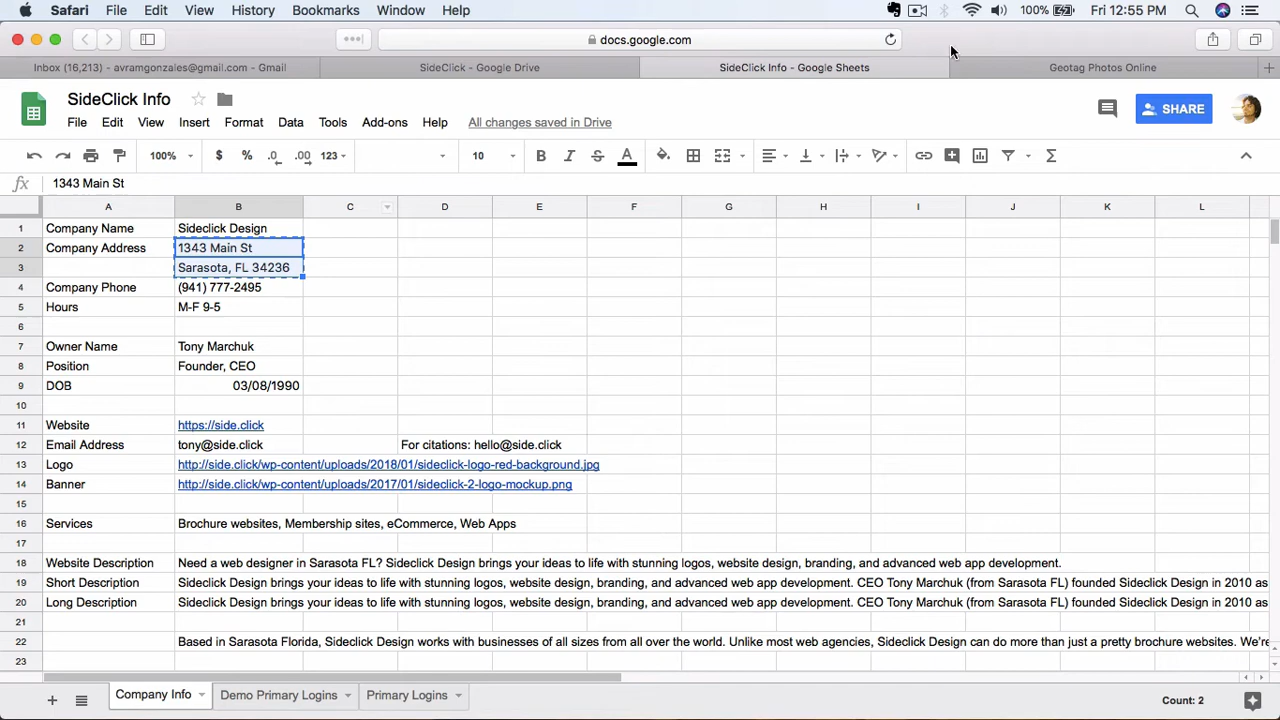 Safari File Edit View History Bookmarks Window Help 100% Fri 12:55 PM
docs.google.com
Inbox (16,213) - avramgonzales@gmail.com - Gmail SideClick - Google Drive SideClick Info - Google Sheets Geotag Photos Online
SideClick Info
SHARE
File Edit View Insert Format Data Tools Add-ons Help All changes saved in Drive
100% $ % .0 .00 123 10 B I S A
fx 1343 Main St
A B C D E F G H I J K L
1 Company Name Sideclick Design
2 Company Address 1343 Main St
3 Sarasota, FL 34236
4 Company Phone (941) 777-2495
5 Hours M-F 9-5
6
7 Owner Name Tony Marchuk
8 Position Founder, CEO
9 DOB 03/08/1990
10
11 Website https://side.click
12 Email Address tony@side.click For citations: hello@side.click
13 Logo http://side.click/wp-content/uploads/2018/01/sideclick-logo-red-background.jpg
14 Banner http://side.click/wp-content/uploads/2017/01/sideclick-2-logo-mockup.png
15
16 Services Brochure websites, Membership sites, eCommerce, Web Apps
17
18 Website Description Need a web designer in Sarasota FL? Sideclick Design brings your ideas to life with stunning logos, website design, branding, and advanced web app development.
19 Short Description Sideclick Design brings your ideas to life with stunning logos, website design, branding, and advanced web app development. CEO Tony Marchuk (from Sarasota FL) founded Sideclick Design in 2010 as
20 Long Description Sideclick Design brings your ideas to life with stunning logos, website design, branding, and advanced web app development. CEO Tony Marchuk (from Sarasota FL) founded Sideclick Design in 2010 as
21
22 Based in Sarasota Florida, Sideclick Design works with businesses of all sizes from all over the world. Unlike most web agencies, Sideclick Design can do more than just a pretty brochure websites. We're
23
Company Info Demo Primary Logins Primary Logins Count: 2